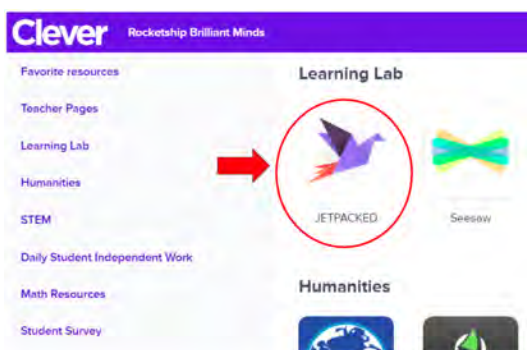 Clever Rocketship Brilliant Minds
Favorite resources
Teacher Pages
Learning Lab
Humanities
STEM
Daily Student Independent Work
Math Resources
Student Survey
Learning Lab
JETPACKED
Seesaw
Humanities